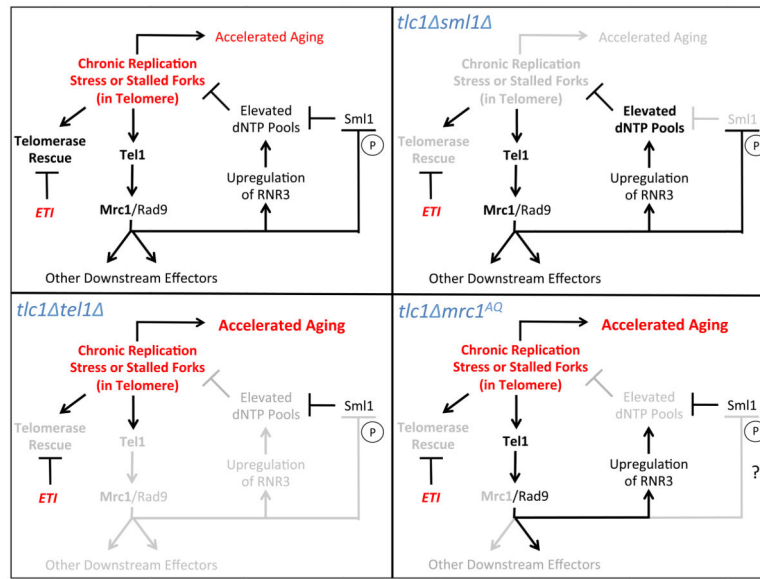 Accelerated Aging
Chronic Replication
Stress or Stalled Forks
(in Telomere)
Elevated
dNTP Pools
Sml1
P
Telomerase
Rescue
Tel1
Upregulation
of RNR3
ETI
Mrc1/Rad9
Other Downstream Effectors
tlc1Δsml1Δ
Accelerated Aging
Chronic Replication
Stress or Stalled Forks
(in Telomere)
Elevated
dNTP Pools
Sml1
P
Telomerase
Rescue
Tel1
Upregulation
of RNR3
ETI
Mrc1/Rad9
Other Downstream Effectors
tlc1Δtel1Δ
Accelerated Aging
Chronic Replication
Stress or Stalled Forks
(in Telomere)
Elevated
dNTP Pools
Sml1
P
Telomerase
Rescue
Tel1
Upregulation
of RNR3
ETI
Mrc1/Rad9
Other Downstream Effectors
tlc1Δmrc1AQ
Accelerated Aging
Chronic Replication
Stress or Stalled Forks
(in Telomere)
Elevated
dNTP Pools
Sml1
P
Telomerase
Rescue
Tel1
Upregulation
of RNR3
?
ETI
Mrc1/Rad9
Other Downstream Effectors